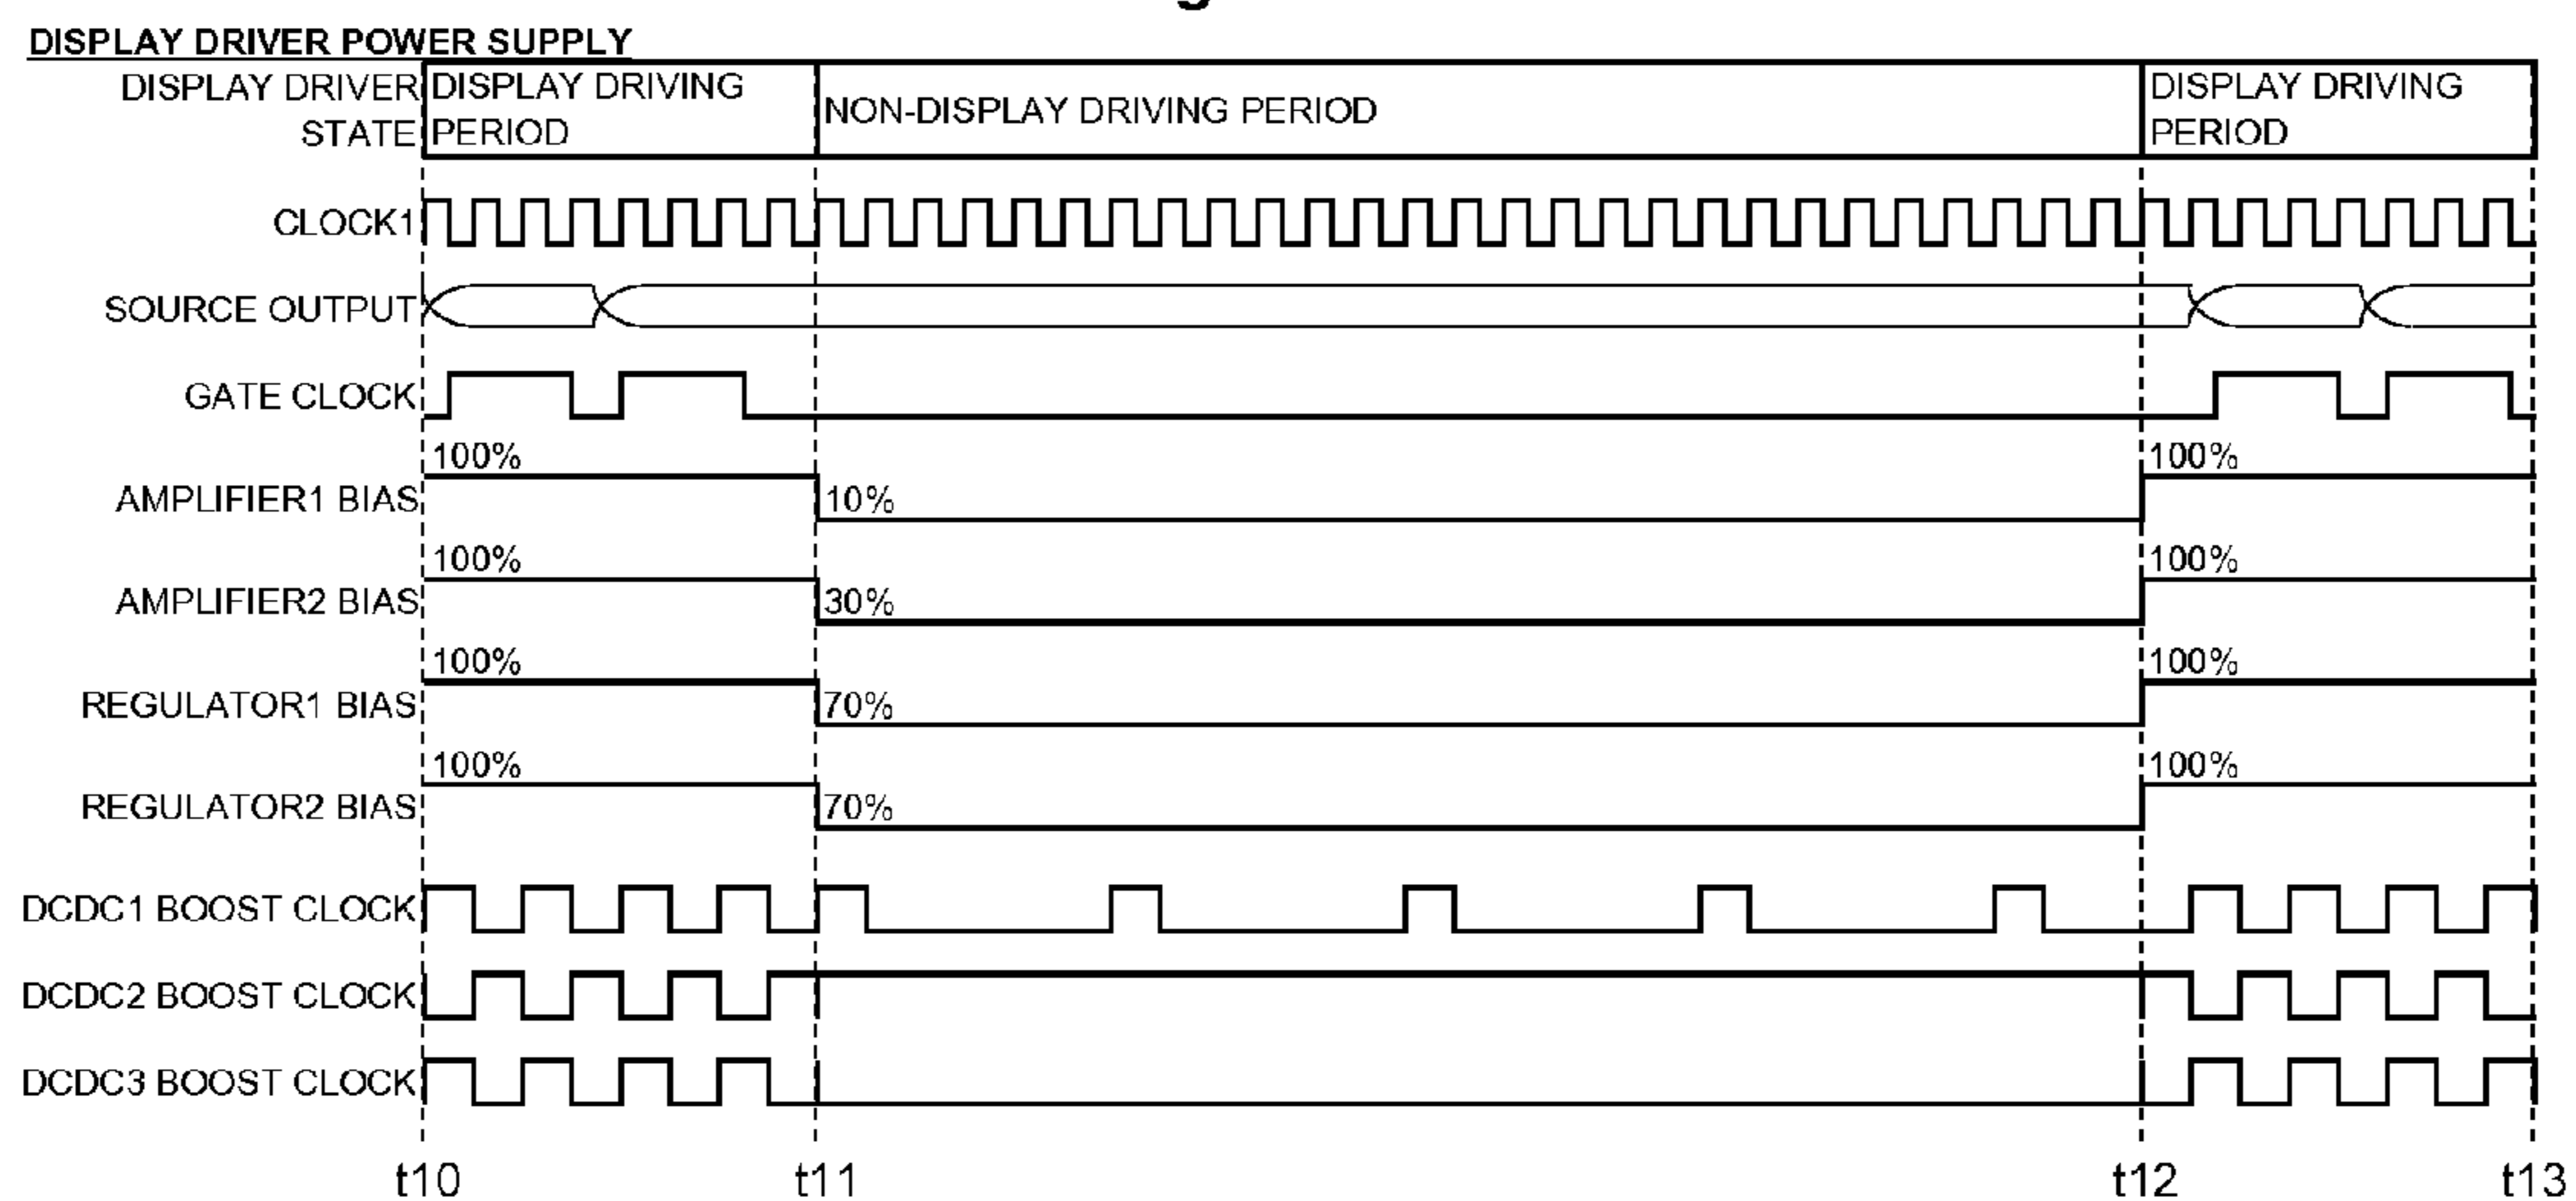 DISPLAY DRIVER POWER SUPPLY
DISPLAY DRIVER STATE
DISPLAY DRIVING PERIOD
NON-DISPLAY DRIVING PERIOD
DISPLAY DRIVING PERIOD
CLOCK1
SOURCE OUTPUT
GATE CLOCK
AMPLIFIER1 BIAS 100% 10% 100%
AMPLIFIER2 BIAS 100% 30% 100%
REGULATOR1 BIAS 100% 70% 100%
REGULATOR2 BIAS 100% 70% 100%
DCDC1 BOOST CLOCK
DCDC2 BOOST CLOCK
DCDC3 BOOST CLOCK
t10 t11 t12 t13